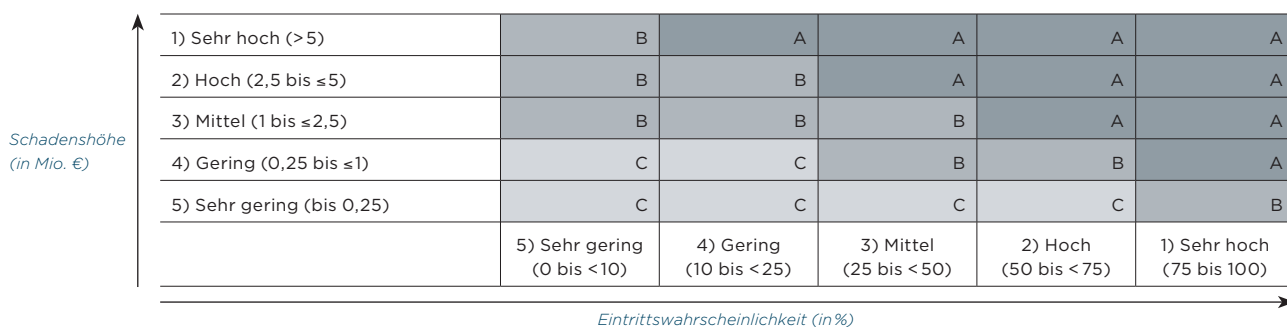 1) Sehr hoch (> 5) B A A A A
2) Hoch (2,5 bis ≤ 5) B B A A A
3) Mittel (1 bis ≤ 2,5) B B B A A
Schadenshöhe
(in Mio. €)
4) Gering (0,25 bis ≤ 1) C C B B A
5) Sehr gering (bis 0,25) C C C C B
5) Sehr gering 4) Gering 3) Mittel 2) Hoch 1) Sehr hoch
(0 bis < 10) (10 bis < 25) (25 bis < 50) (50 bis < 75) (75 bis 100)
Eintrittswahrscheinlichkeit (in %)